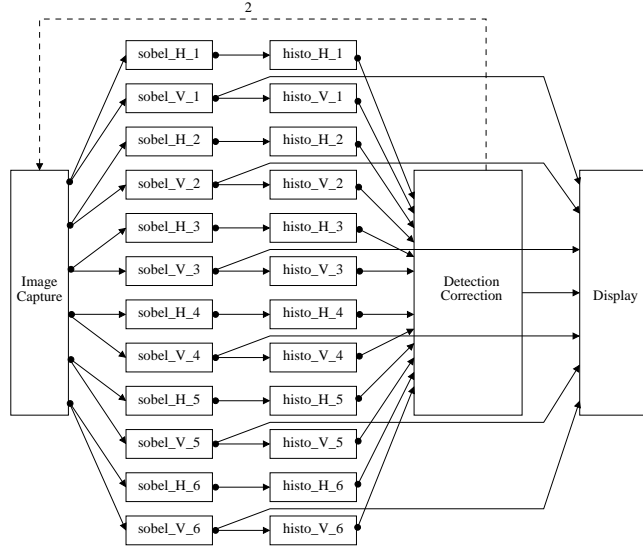 2
sobel_H_1
histo_H_1
sobel_V_1
histo_V_1
sobel_H_2
histo_H_2
sobel_V_2
histo_V_2
sobel_H_3
histo_H_3
sobel_V_3
histo_V_3
Image
Capture
Detection
Correction
Display
sobel_H_4
histo_H_4
sobel_V_4
histo_V_4
sobel_H_5
histo_H_5
sobel_V_5
histo_V_5
sobel_H_6
histo_H_6
sobel_V_6
histo_V_6